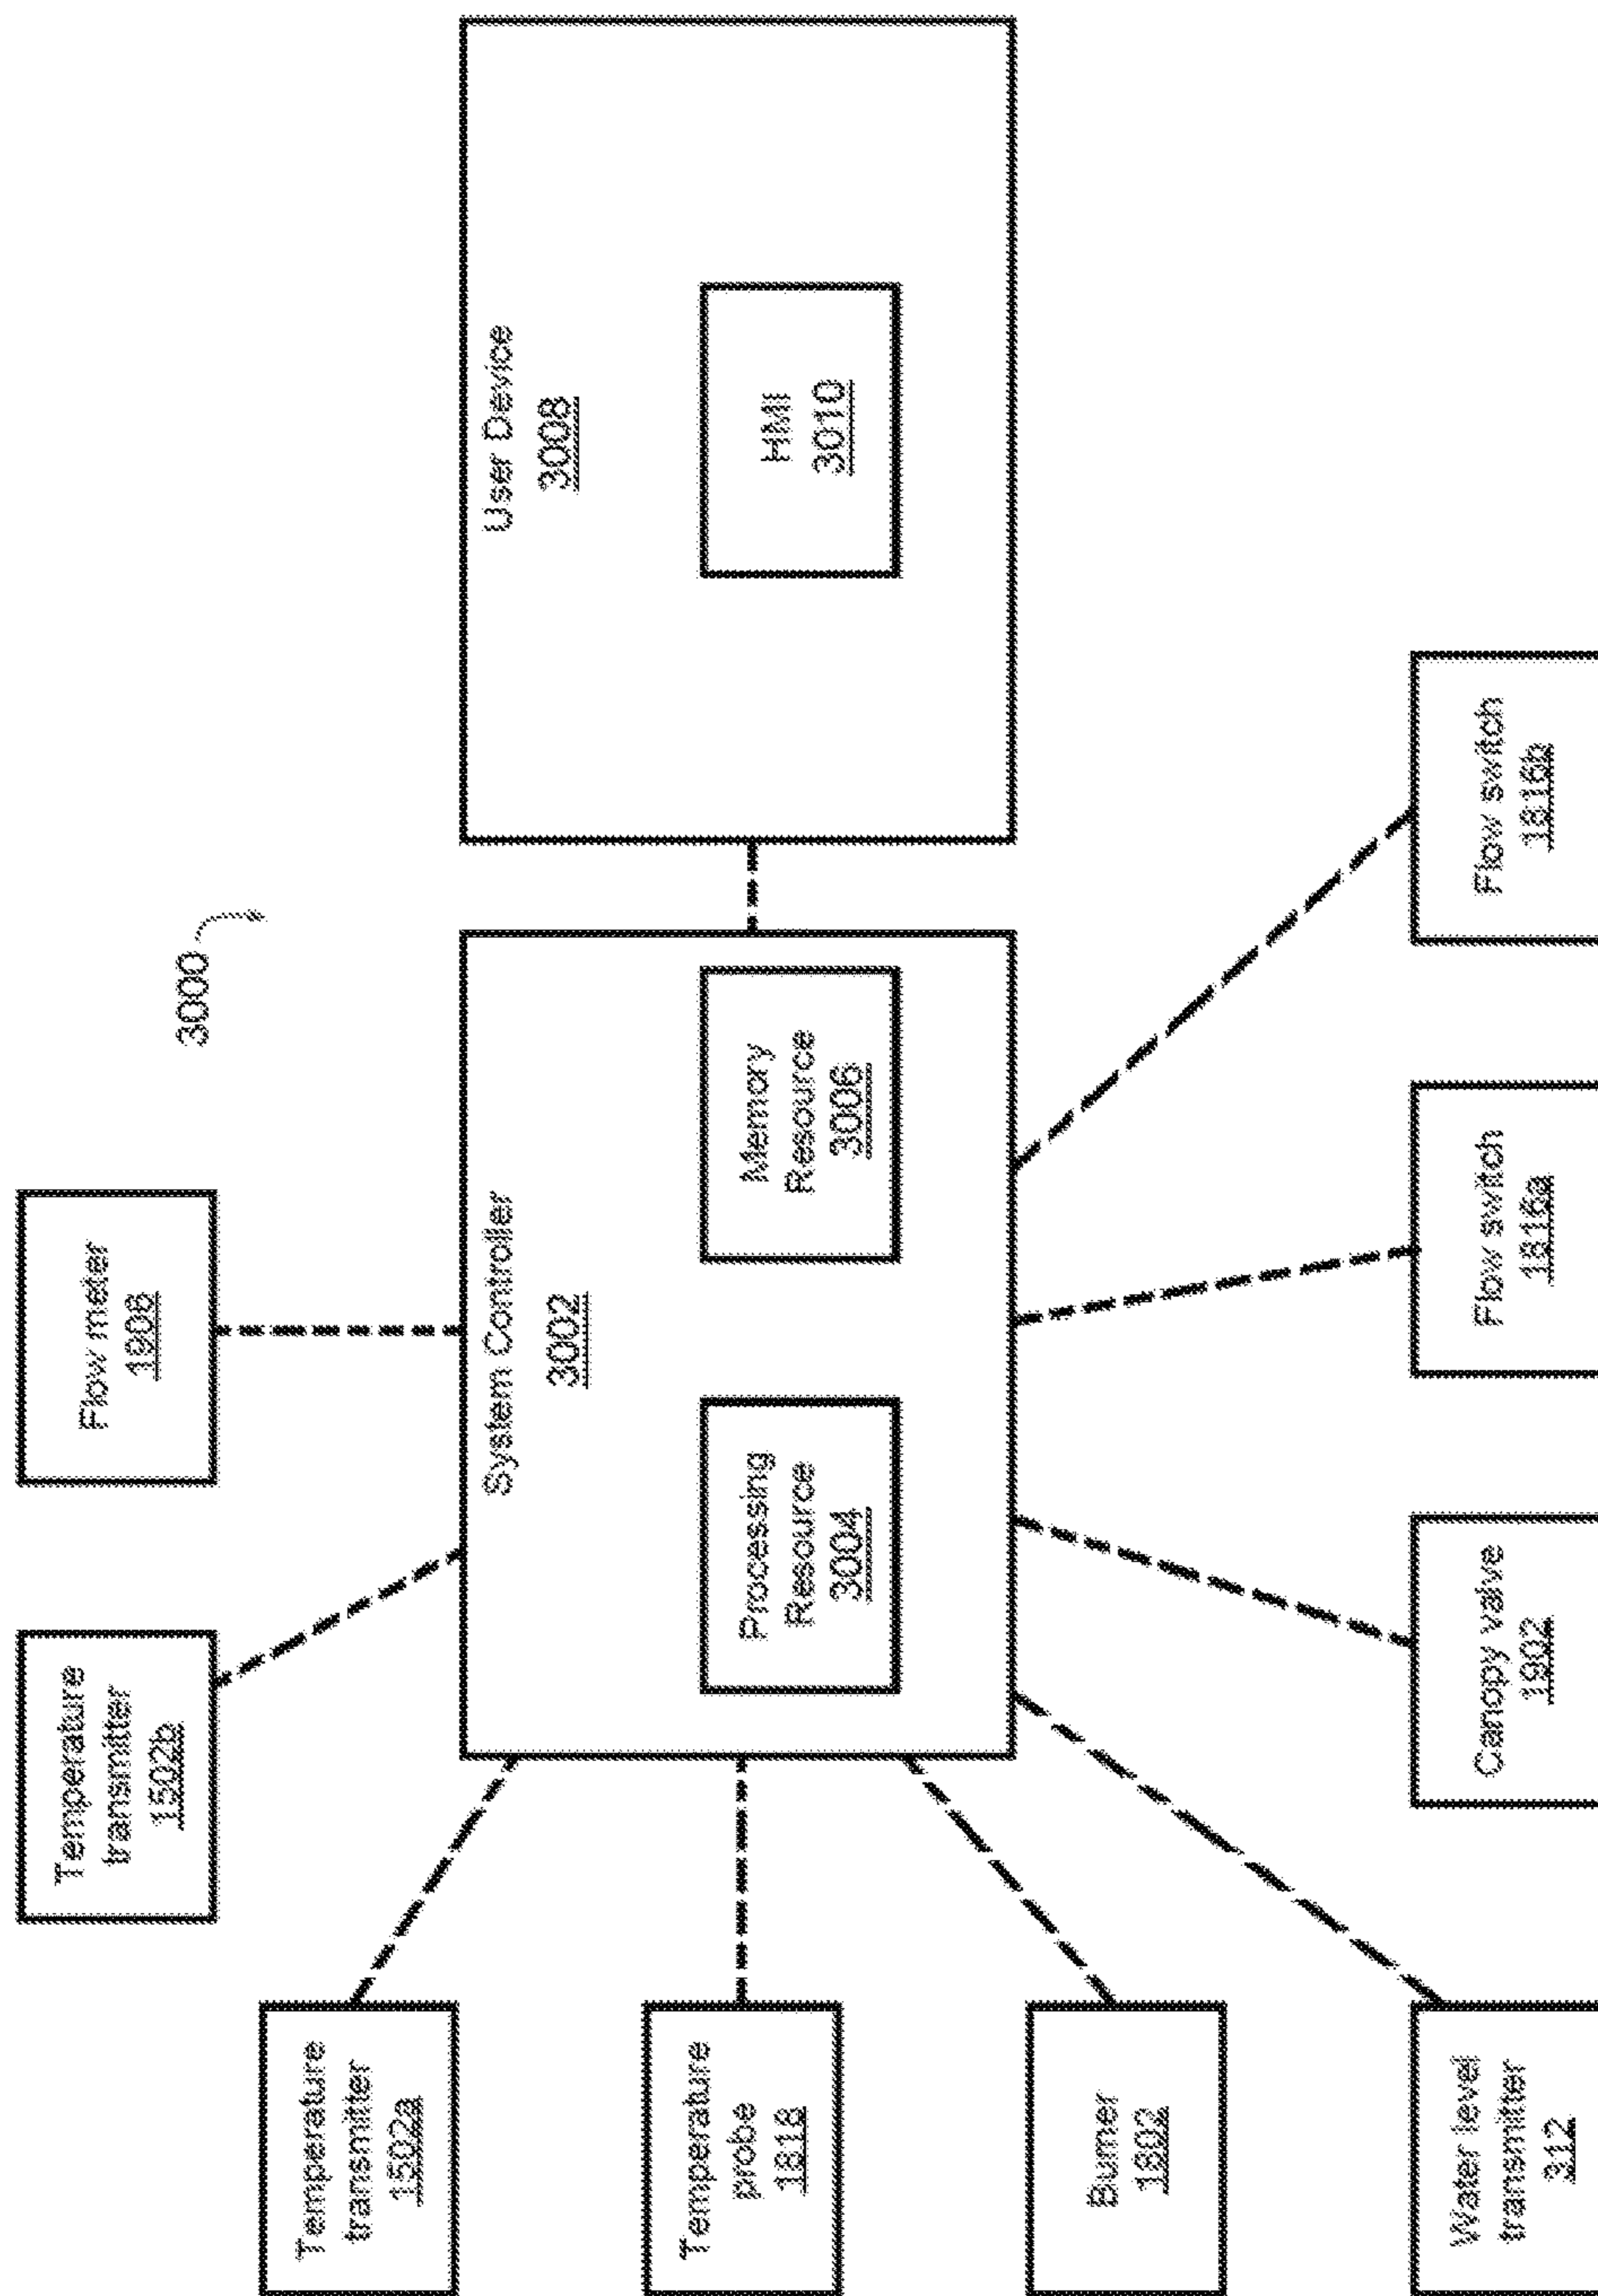 Temperature
transmitter
1502b
Flow meter
1906
3000
Temperature
transmitter
1502a
System Controller
3002
User Device
3008
Temperature
probe
1818
Processing
Resource
3004
Memory
Resource
3006
HMI
3010
Burner
1802
Water level
transmitter
312
Canopy valve
1902
Flow switch
1816a
Flow switch
1816b